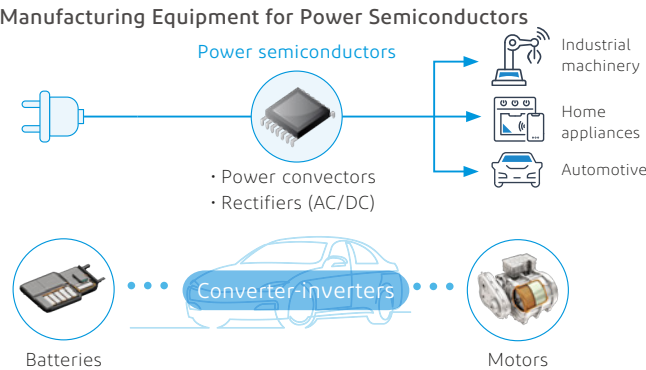 Manufacturing Equipment for Power Semiconductors
Power semiconductors
Industrial
machinery
Home
appliances
Automotive
・Power convectors
・Rectifiers (AC/DC)
Converter-inverters
Batteries
Motors